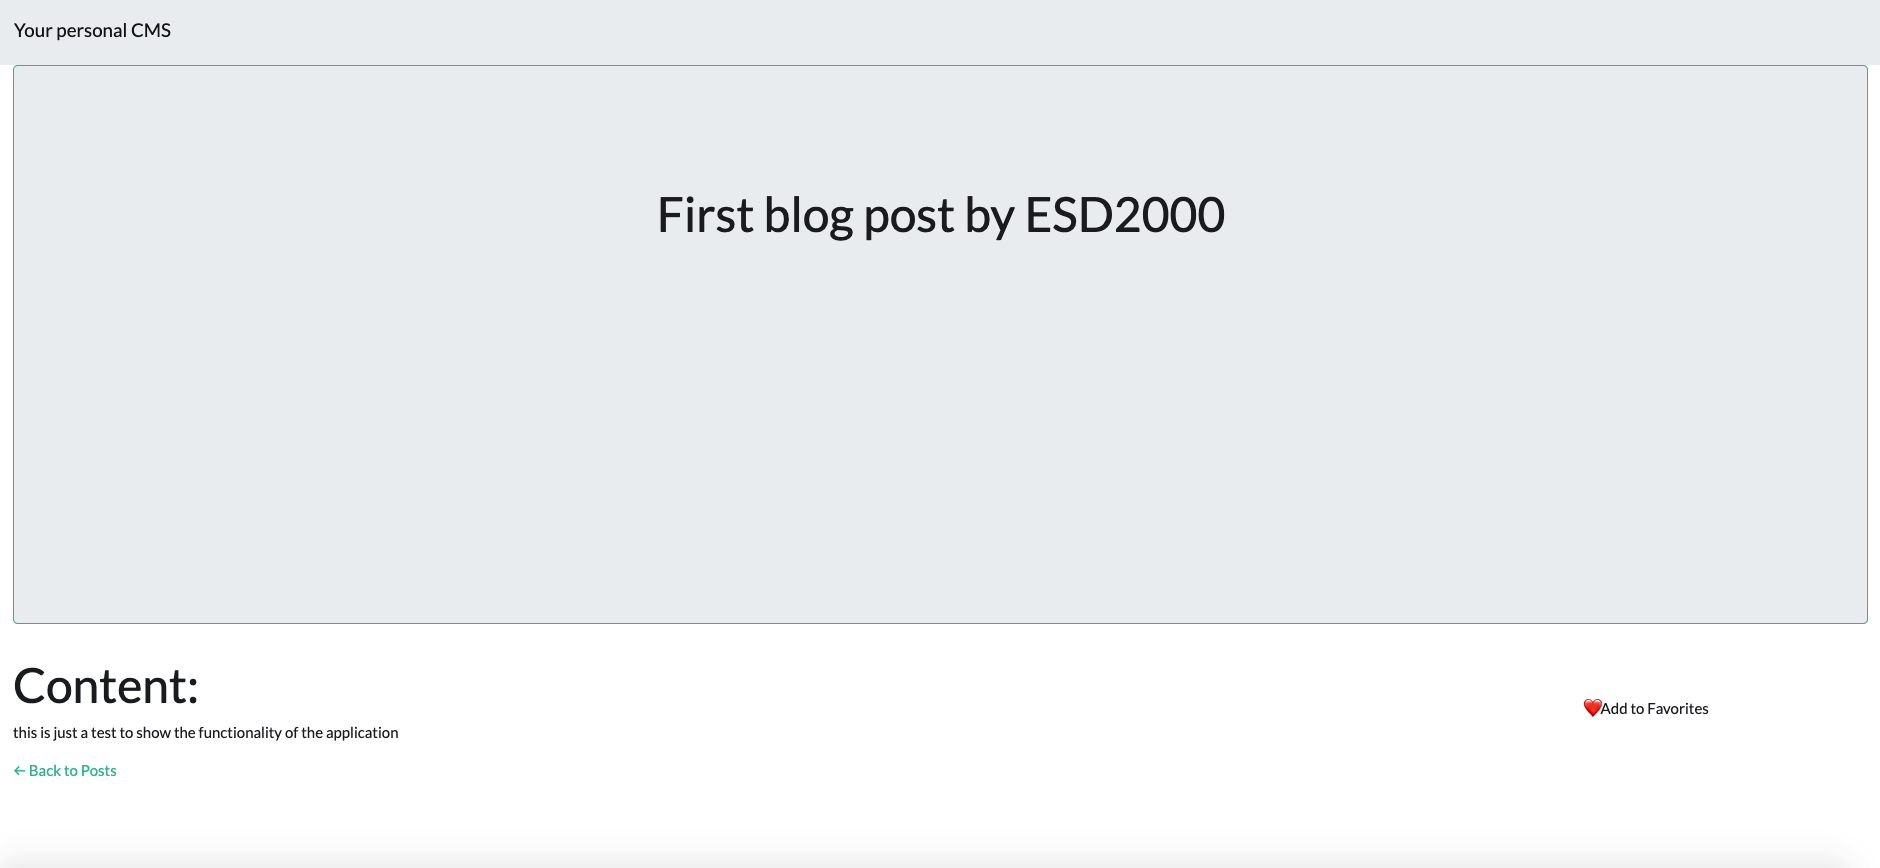 Your personal CMS
First blog post by ESD2000
Content:
❤️Add to Favorites
this is just a test to show the functionality of the application
← Back to Posts